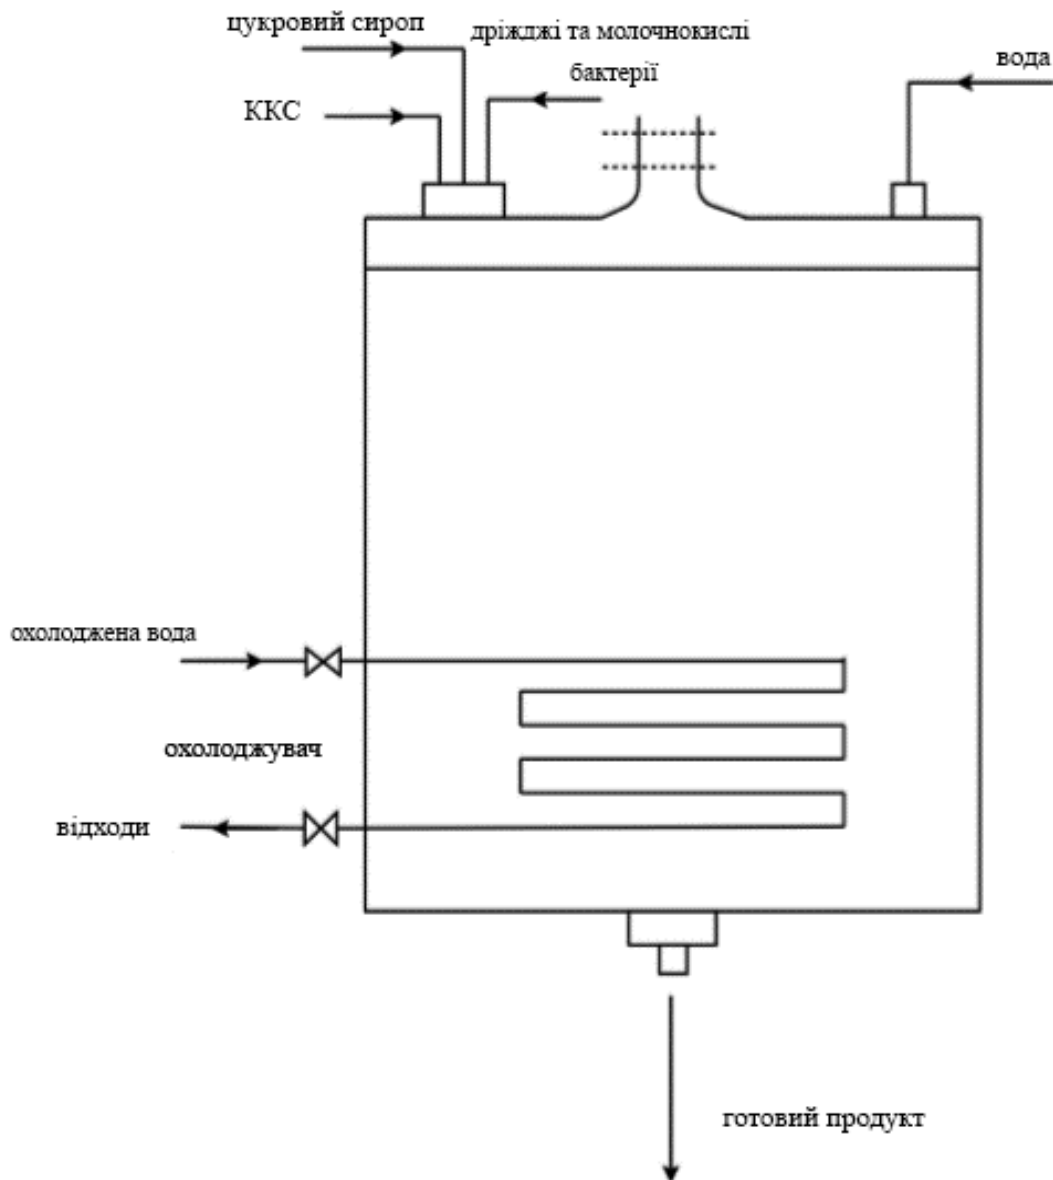 цукровий сироп
дріжджі та молочнокислі
бактерії
вода
ККС
охолоджена вода
охолоджувач
відходи
готовий продукт